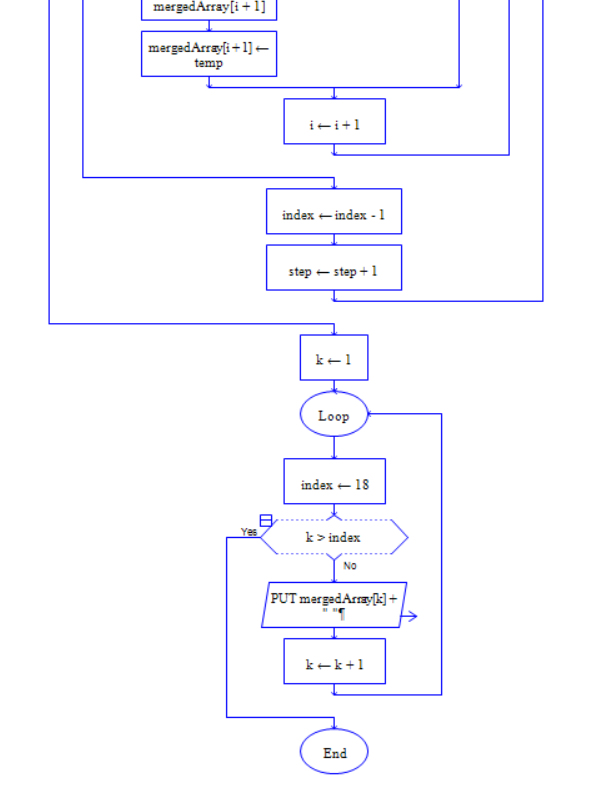 mergedArray[i + 1]
mergedArray[i+1] ←
temp
i ← i + 1
index ← index - 1
step ← step + 1
k ← 1
Loop
index ← 18
Yes
k > index
No
PUT mergedArray[k] +
" "¶
k ← k + 1
End